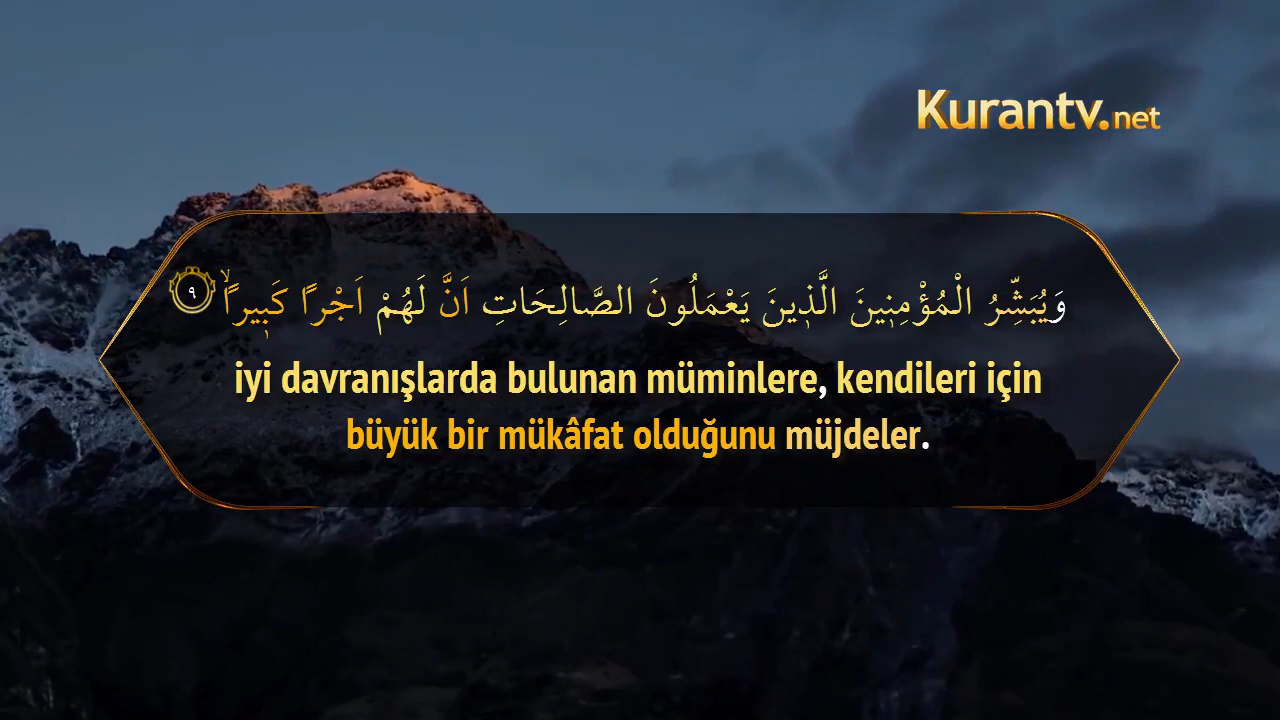 Kurantv.net
وَيُبَشِّرُ الْمُؤْمِن۪ينَ الَّذ۪ينَ يَعْمَلُونَ الصَّالِحَاتِ اَنَّ لَهُمْ اَجْرًا كَب۪يرًاۙ ٩
iyi davranışlarda bulunan müminlere, kendileri için
büyük bir mükâfat olduğunu müjdeler.